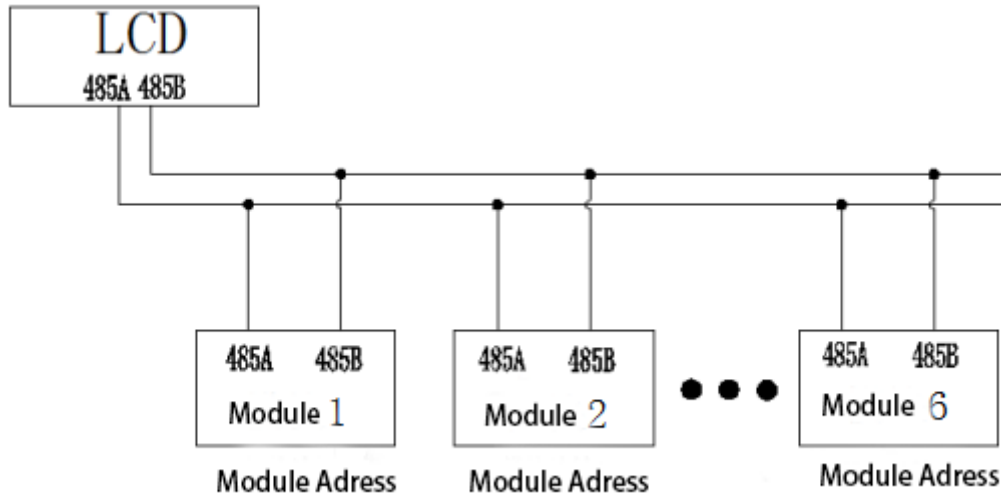 LCD
485A 485B
485A 485B
Module 1
Module Adress
485A 485B
Module 2
Module Adress
485A 485B
Module 6
Module Adress